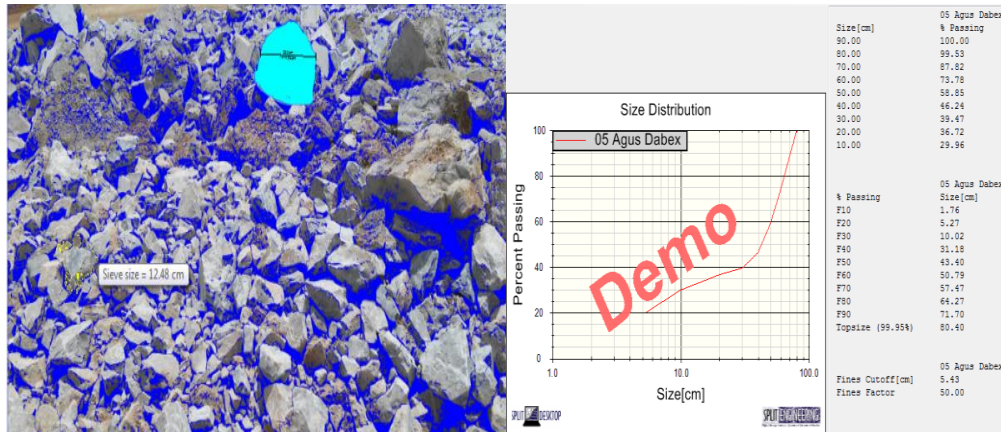 Sieve size = 12.48 cm
Size Distribution
05 Agus Dabex
Percent Passing
100
80
60
40
20
0
1.0
10.0
100.0
Size[cm]
Demo
SPLIT DESKTOP
SPLIT ENGINEERING
05 Agus Dabex
Size[cm] % Passing
90.00 100.00
80.00 99.53
70.00 87.82
60.00 73.78
50.00 58.85
40.00 46.24
30.00 39.47
20.00 36.72
10.00 29.96
05 Agus Dabex
% Passing Size[cm]
F10 1.76
F20 5.27
F30 10.02
F40 31.18
F50 43.40
F60 50.79
F70 57.47
F80 64.27
F90 71.70
Topsize (99.95%) 80.40
05 Agus Dabex
Fines Cutoff[cm] 5.43
Fines Factor 50.00